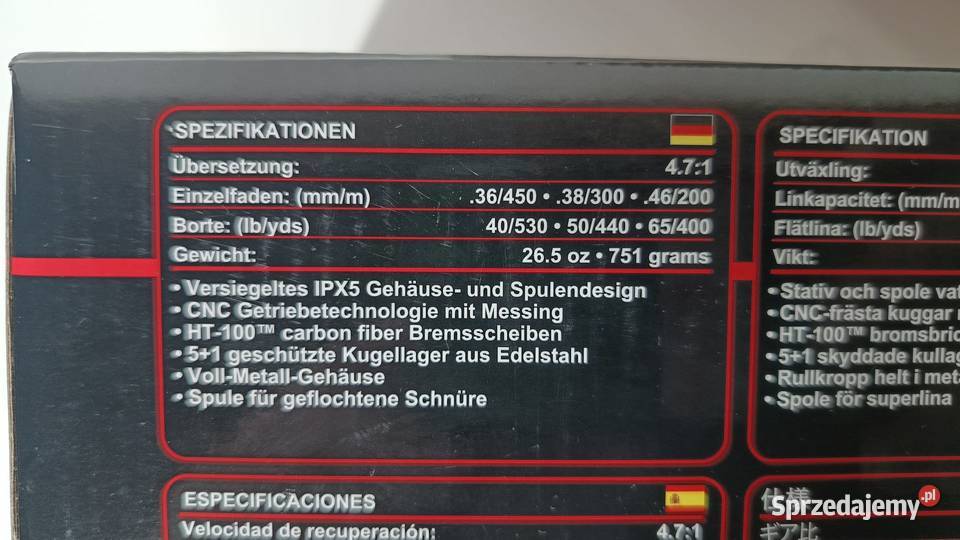 SPEZIFIKATIONEN
Übersetzung: 4.7:1
Einzelfaden: (mm/m) .36/450 • .38/300 • .46/200
Borte: (lb/yds) 40/530 • 50/440 • 65/400
Gewicht: 26.5 oz • 751 grams
• Versiegeltes IPX5 Gehäuse- und Spulendesign
• CNC Getriebetechnologie mit Messing
• HT-100™ carbon fiber Bremsscheiben
• 5+1 geschützte Kugellager aus Edelstahl
• Voll-Metall-Gehäuse
• Spule für geflochtene Schnüre
SPECIFIKATION
Utväxling:
Linkapacitet: (mm/m
Flätlina: (lb/yds)
Vikt:
• Stativ och spole vat
• CNC-frästa kuggar
• HT-100™ bromsbric
• 5+1 skyddade kullag
• Rullkropp helt i meta
• Spole för superlina
ESPECIFICACIONES
Velocidad de recuperación: 4.7:1
仕様
ギア比
Sprzedajemy.pl